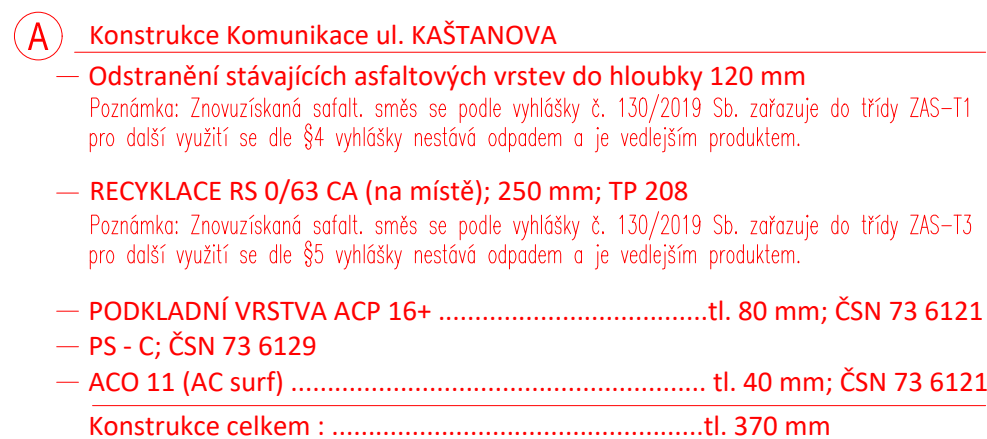 A Konstrukce Komunikace ul. KAŠTANOVA
— Odstranění stávajících asfaltových vrstev do hloubky 120 mm
Poznámka: Znovuzískaná safalt. směs se podle vyhlášky č. 130/2019 Sb. zařazuje do třídy ZAS–T1
pro další využití se dle §4 vyhlášky nestává odpadem a je vedlejším produktem.
— RECYKLACE RS 0/63 CA (na místě); 250 mm; TP 208
Poznámka: Znovuzískaná safalt. směs se podle vyhlášky č. 130/2019 Sb. zařazuje do třídy ZAS–T3
pro další využití se dle §5 vyhlášky nestává odpadem a je vedlejším produktem.
— PODKLADNÍ VRSTVA ACP 16+ .....................................tl. 80 mm; ČSN 73 6121
— PS - C; ČSN 73 6129
— ACO 11 (AC surf) ......................................................... tl. 40 mm; ČSN 73 6121
Konstrukce celkem : ...................................................tl. 370 mm